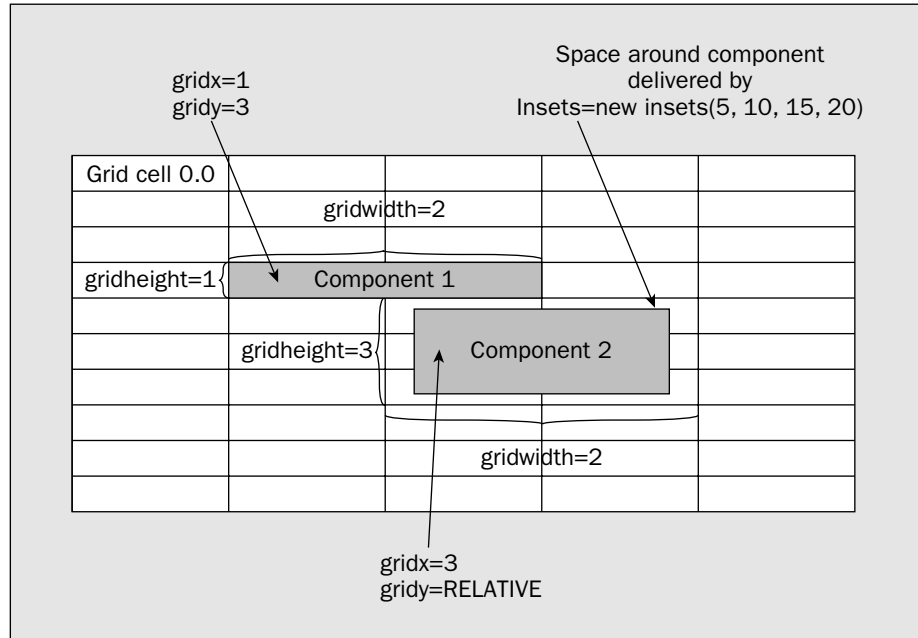 gridx=1
gridy=3
Space around component
delivered by
Insets=new insets(5, 10, 15, 20)
Grid cell 0.0
gridwidth=2
gridheight=1
Component 1
gridheight=3
Component 2
gridwidth=2
gridx=3
gridy=RELATIVE